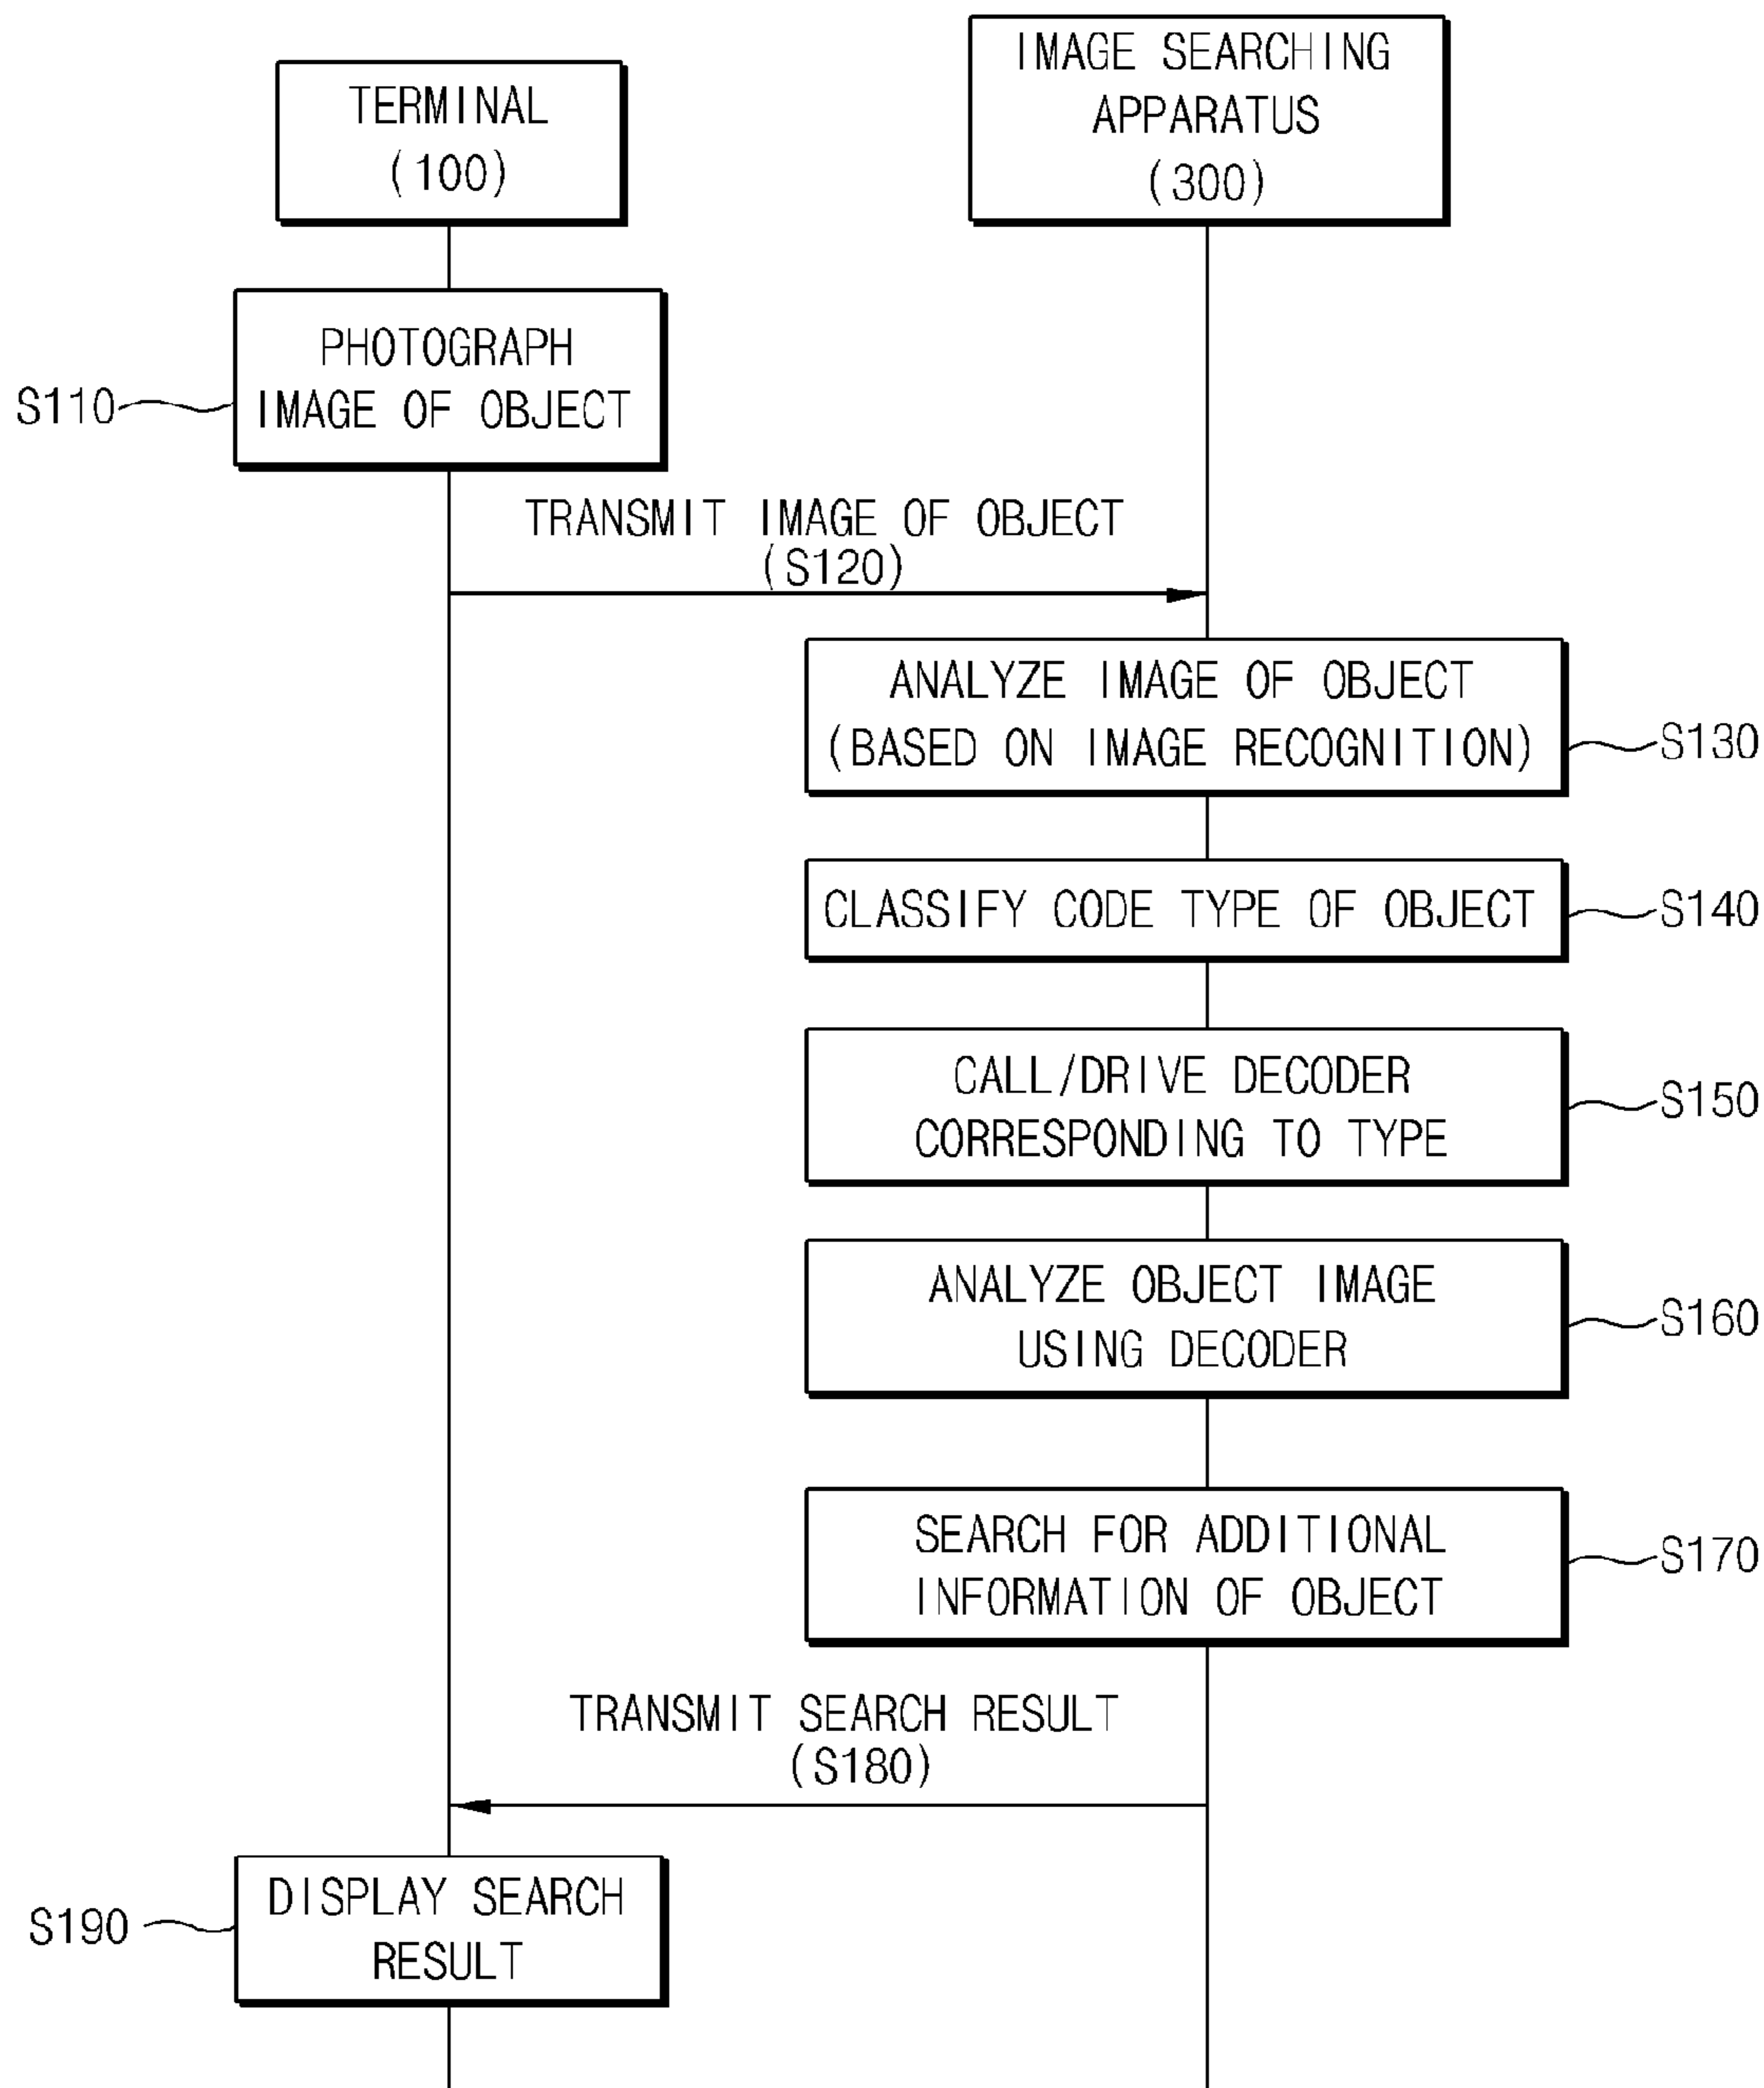 TERMINAL
(100)
IMAGE SEARCHING
APPARATUS
(300)
PHOTOGRAPH
IMAGE OF OBJECT
S110
TRANSMIT IMAGE OF OBJECT
(S120)
ANALYZE IMAGE OF OBJECT
(BASED ON IMAGE RECOGNITION)
S130
CLASSIFY CODE TYPE OF OBJECT
S140
CALL/DRIVE DECODER
CORRESPONDING TO TYPE
S150
ANALYZE OBJECT IMAGE
USING DECODER
S160
SEARCH FOR ADDITIONAL
INFORMATION OF OBJECT
S170
TRANSMIT SEARCH RESULT
(S180)
DISPLAY SEARCH
RESULT
S190